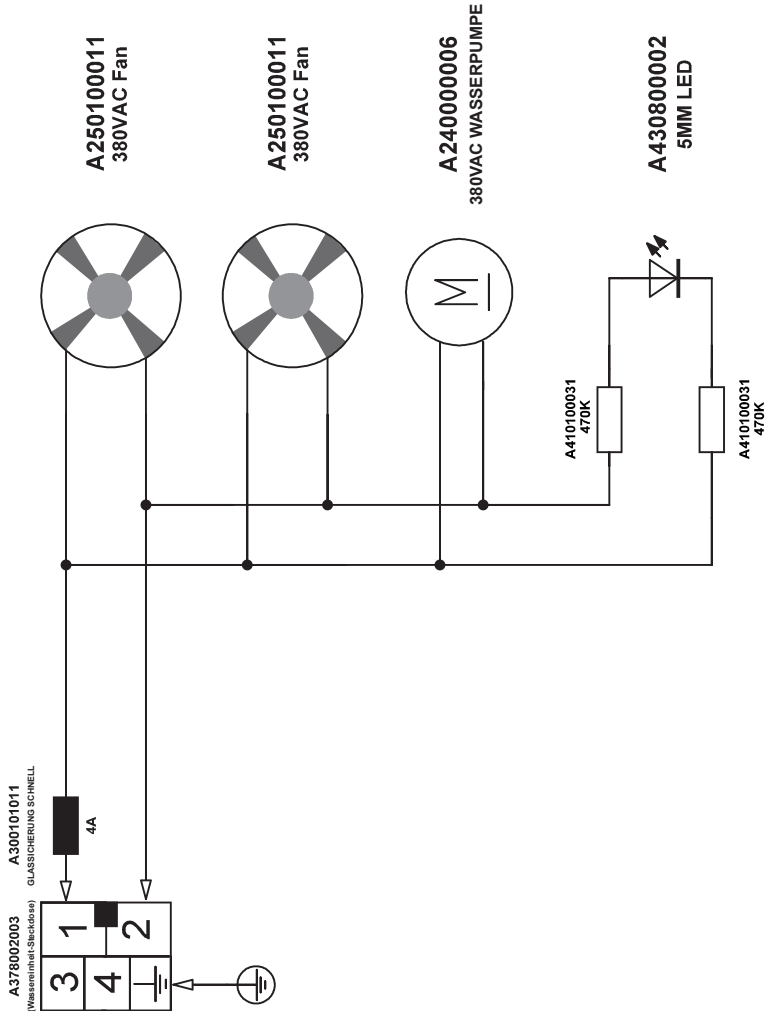 A250100011
380VAC Fan
A250100011
380VAC Fan
A240000006
380VAC WASSERPUMPE
A430800002
5MM LED
M
A410100031
470K
A410100031
470K
A300101011
GLASSICHERUNG SCHNELL
4A
A378002003
(Wassereinheit-Steckdose)
1
2
3
4